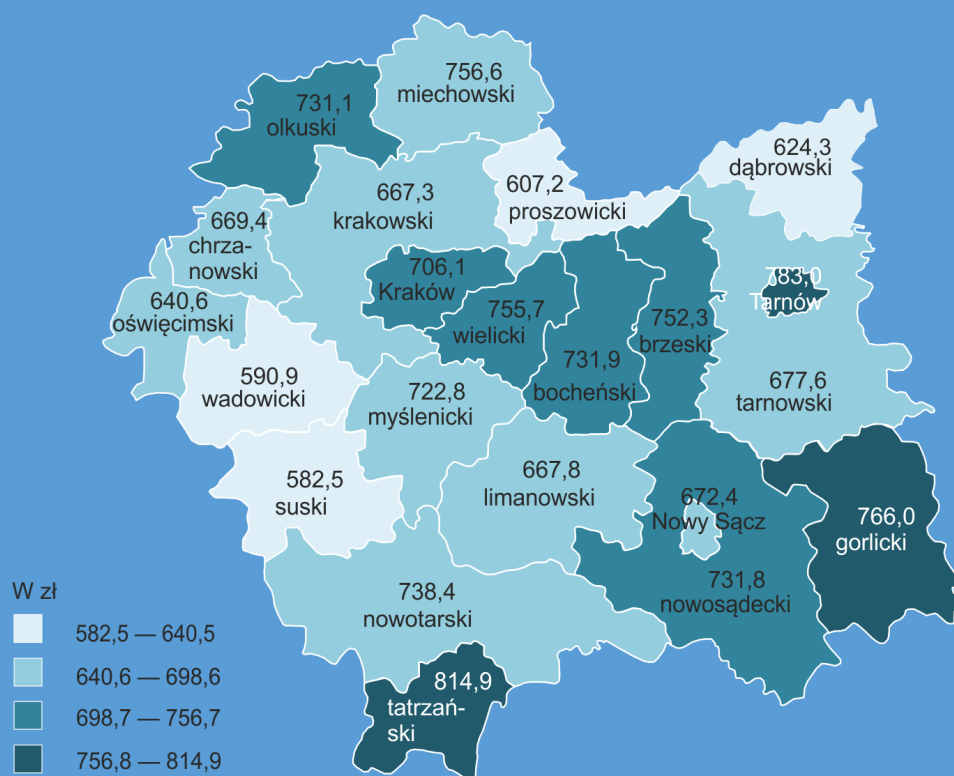 756,6
miechowski
731,1
olkuski
624,3
dąbrowski
607,2
proszowicki
667,3
krakowski
669,4
chrza-
nowski
706,1
Kraków
783,0
Tarnów
640,6
oświęcimski
755,7
wielicki
752,3
brzeski
731,9
bocheński
590,9
wadowicki
722,8
myślenicki
677,6
tarnowski
582,5
suski
667,8
limanowski
672,4
Nowy Sącz
766,0
gorlicki
738,4
nowotarski
731,8
nowosądecki
814,9
tatrzań-
ski
W zł
582,5 — 640,5
640,6 — 698,6
698,7 — 756,7
756,8 — 814,9